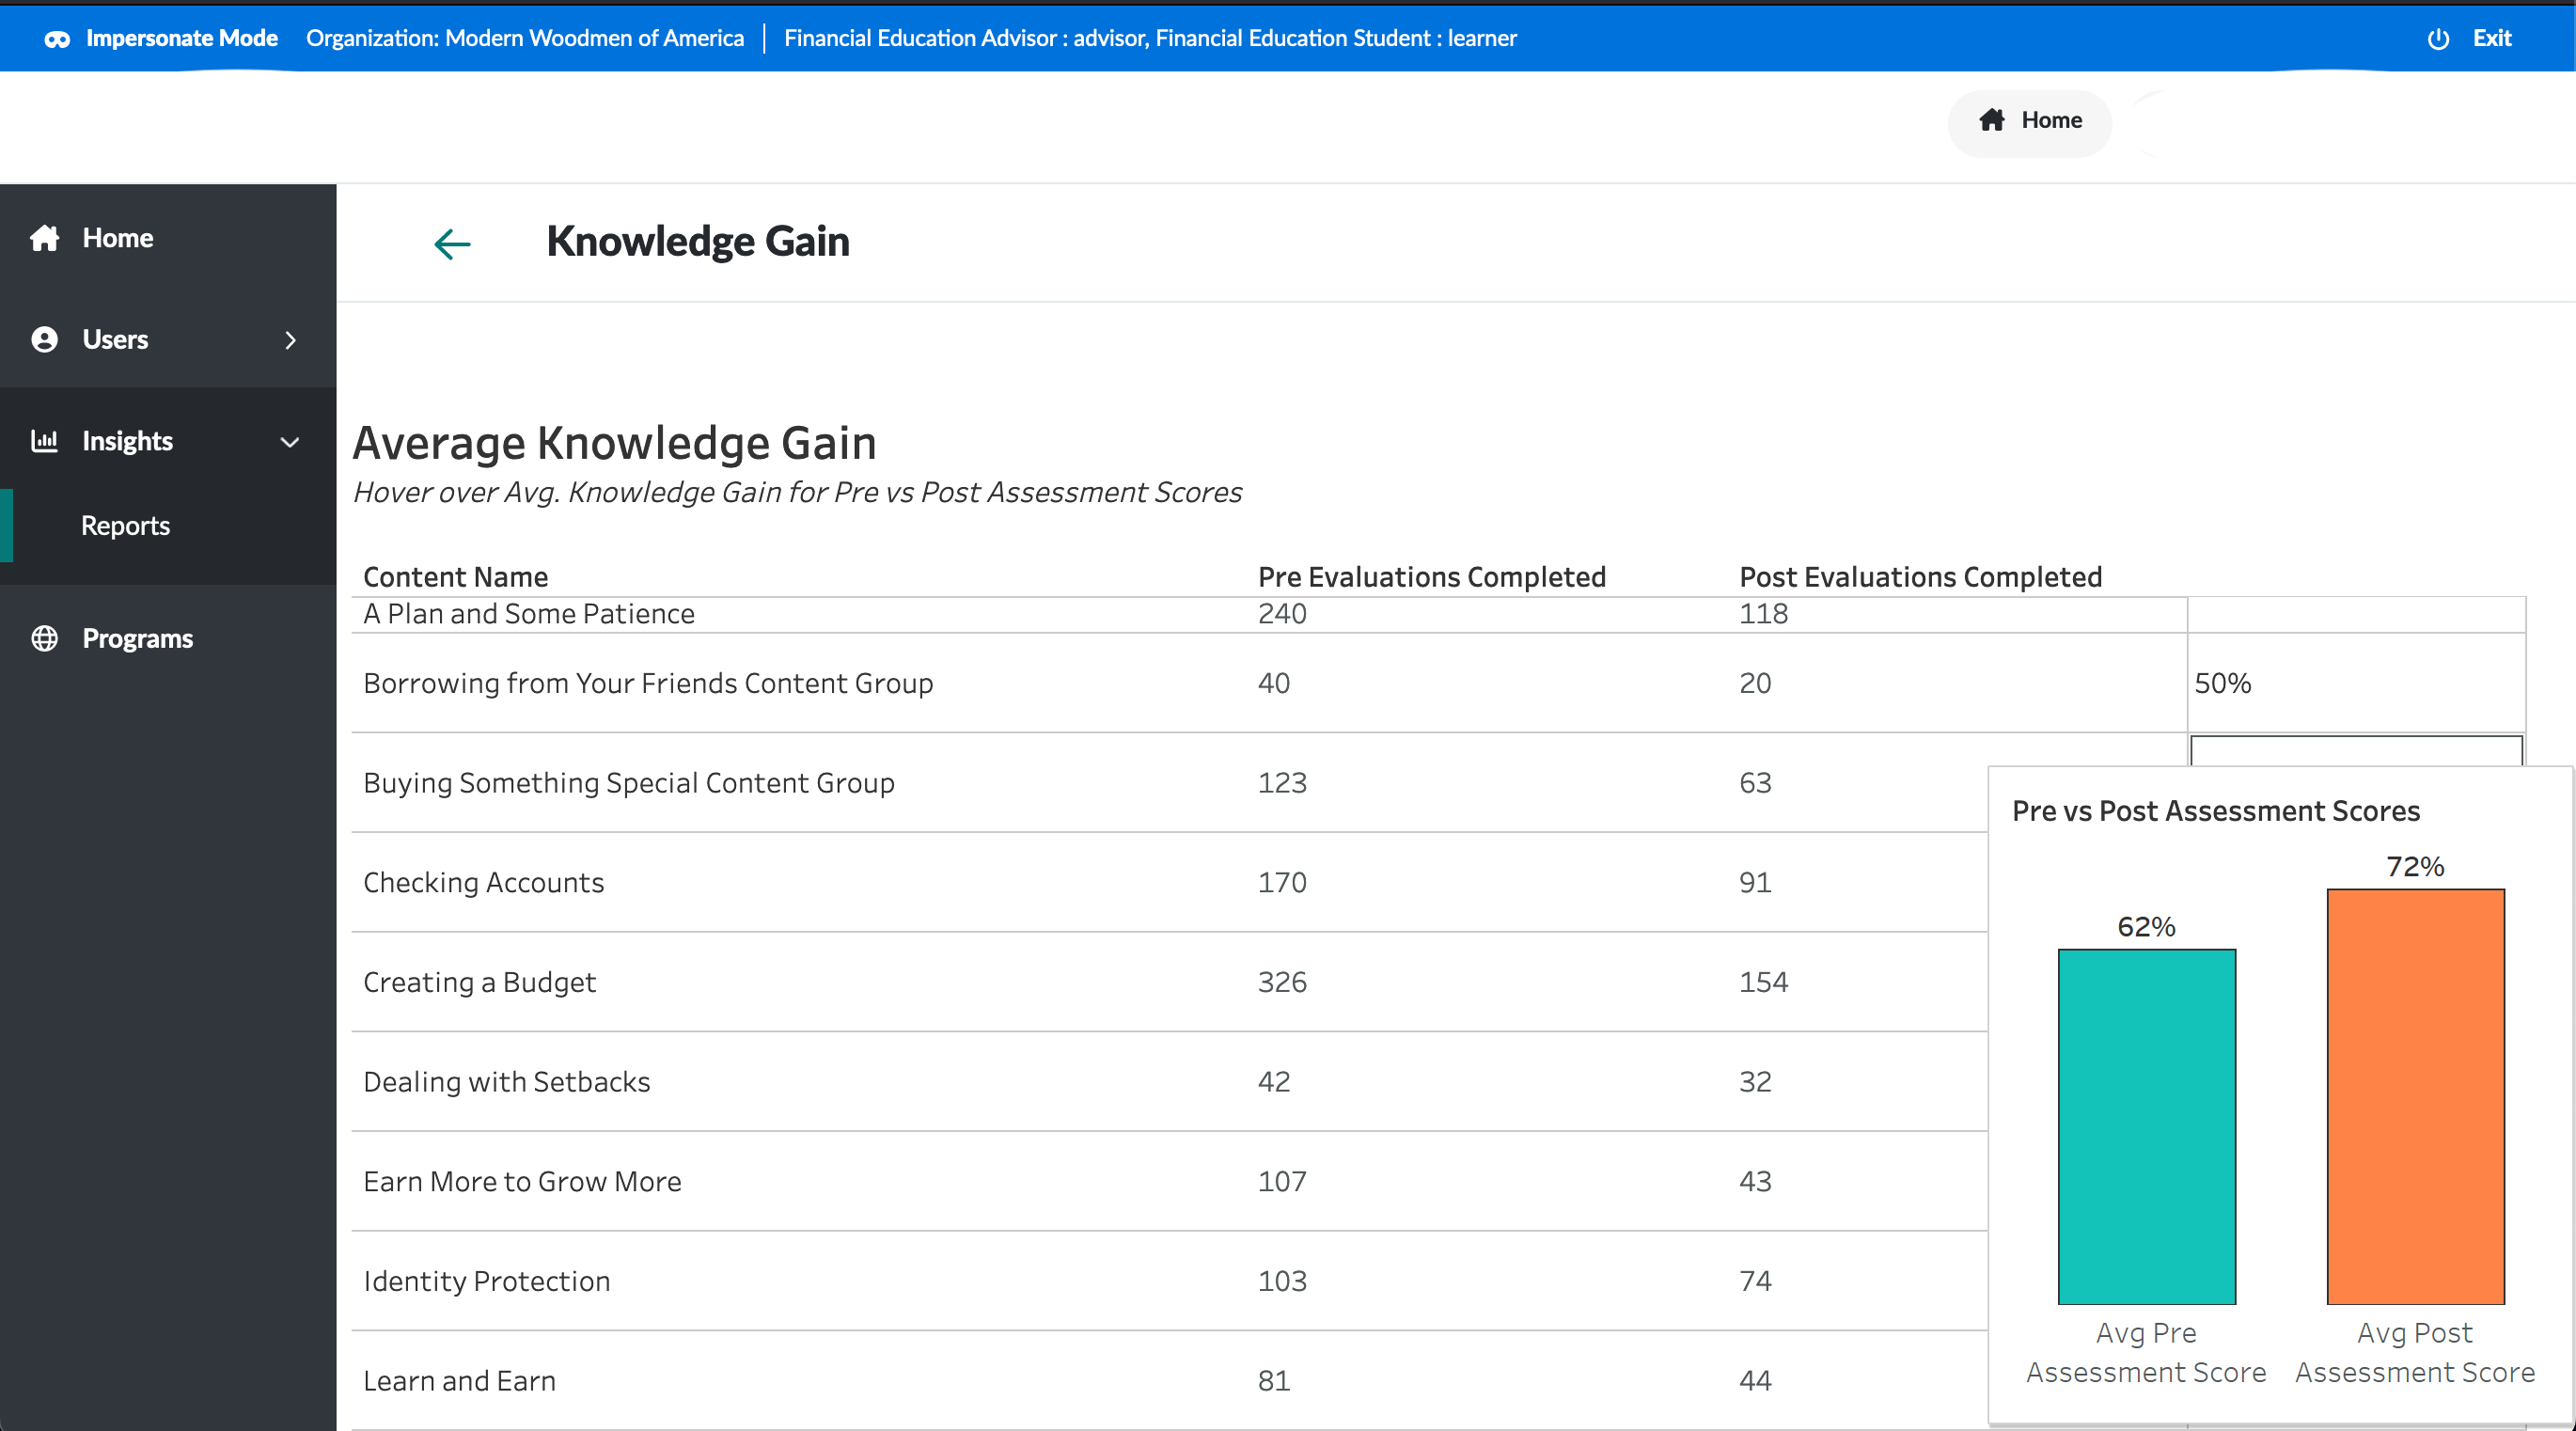 Impersonate Mode Organization: Modern Woodmen of America Financial Education Advisor : advisor, Financial Education Student : learner Exit
Home
Home
Users
Insights
Reports
Programs
Knowledge Gain
Average Knowledge Gain
Hover over Avg. Knowledge Gain for Pre vs Post Assessment Scores
Content Name Pre Evaluations Completed Post Evaluations Completed
A Plan and Some Patience 240 118
Borrowing from Your Friends Content Group 40 20 50%
Buying Something Special Content Group 123 63
Checking Accounts 170 91
Creating a Budget 326 154
Dealing with Setbacks 42 32
Earn More to Grow More 107 43
Identity Protection 103 74
Learn and Earn 81 44
Pre vs Post Assessment Scores
72%
62%
Avg Pre Assessment Score
Avg Post Assessment Score